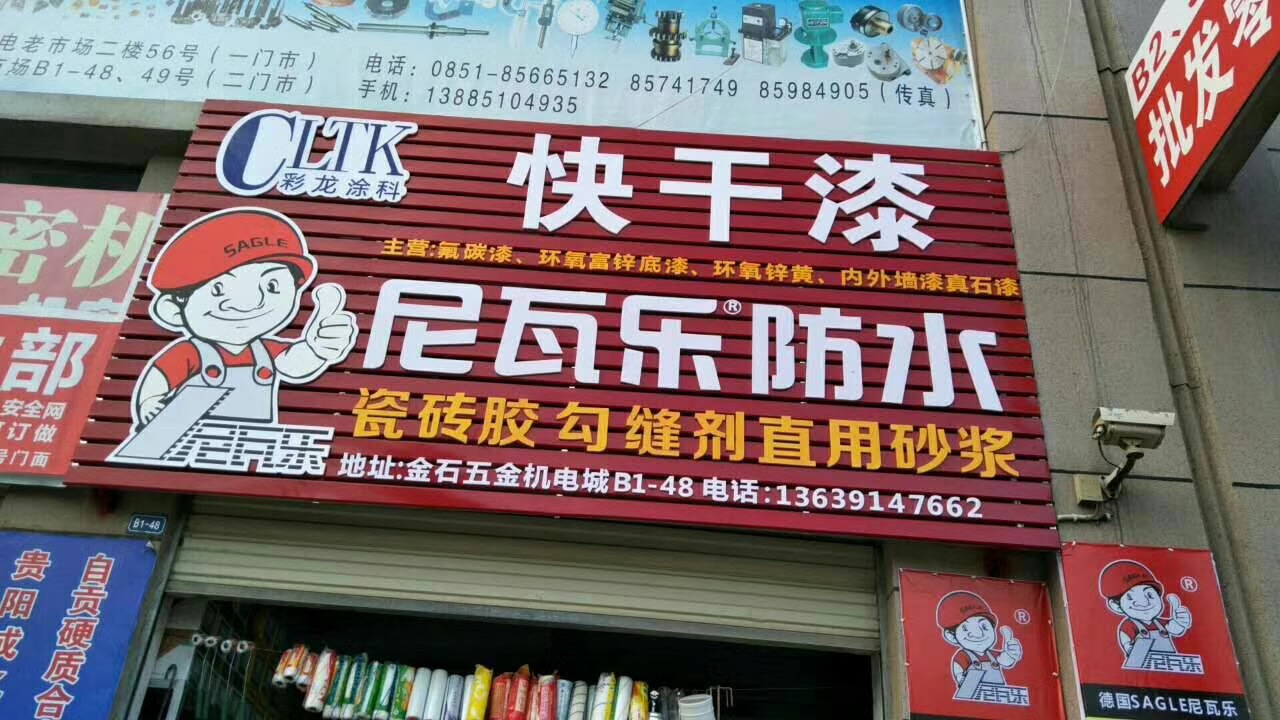 电老市场二楼56号（一门市）
市场B1-48、49号（二门市）
电话：0851-85665132 85741749 85984905（传真）
手机：13885104935
B2
批发零
CLTK
彩龙涂科
快干漆
主营:氟碳漆、环氧富锌底漆、环氧锌黄、内外墙漆真石漆
SAGLE
尼瓦乐®防水
尼瓦乐
瓷砖胶勾缝剂直用砂浆
地址:金石五金机电城B1-48 电话:13639147662
密机
部
安全网
订做
号门面
B1-48
自贡硬质合
贵阳成
SAGLE
®
尼瓦乐
SAGLE
®
尼瓦乐
德国SAGLE尼瓦乐